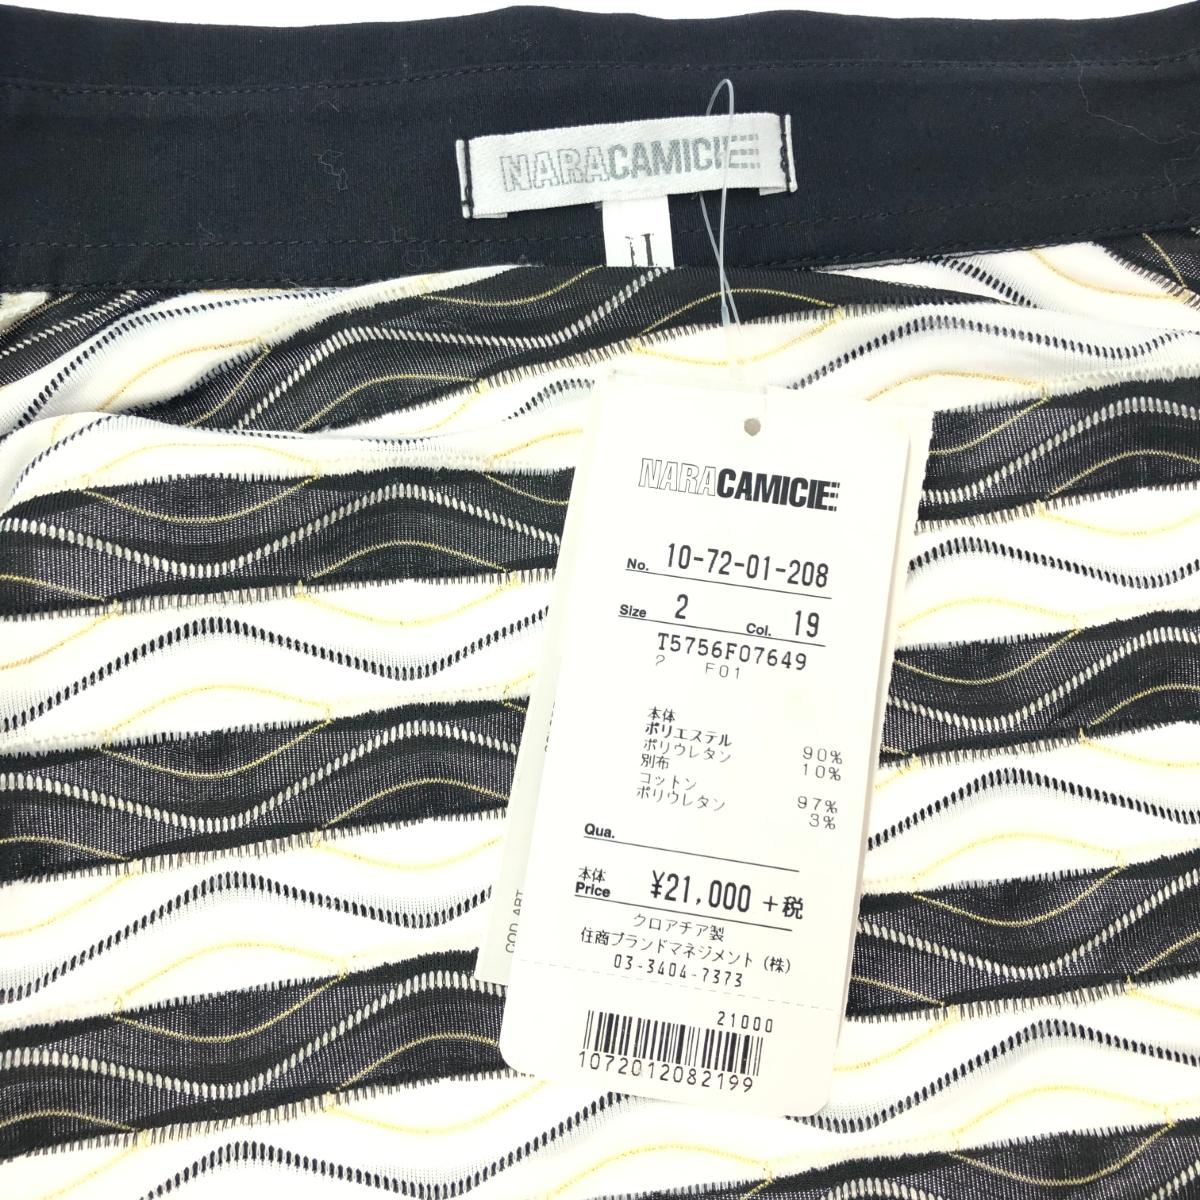 NARACAMICIE
II
NARACAMICIE
No. 10-72-01-208
Size 2 Col. 19
T5756F07649
2 F01
本体
ポリエステル 90%
ポリウレタン 10%
別布
コットン 97%
ポリウレタン 3%
Qua.
本体
Price ¥21,000 +税
クロアチア製
住商ブランドマネジメント(株)
03-3404-7373
21000
1072012082199
COD.ART